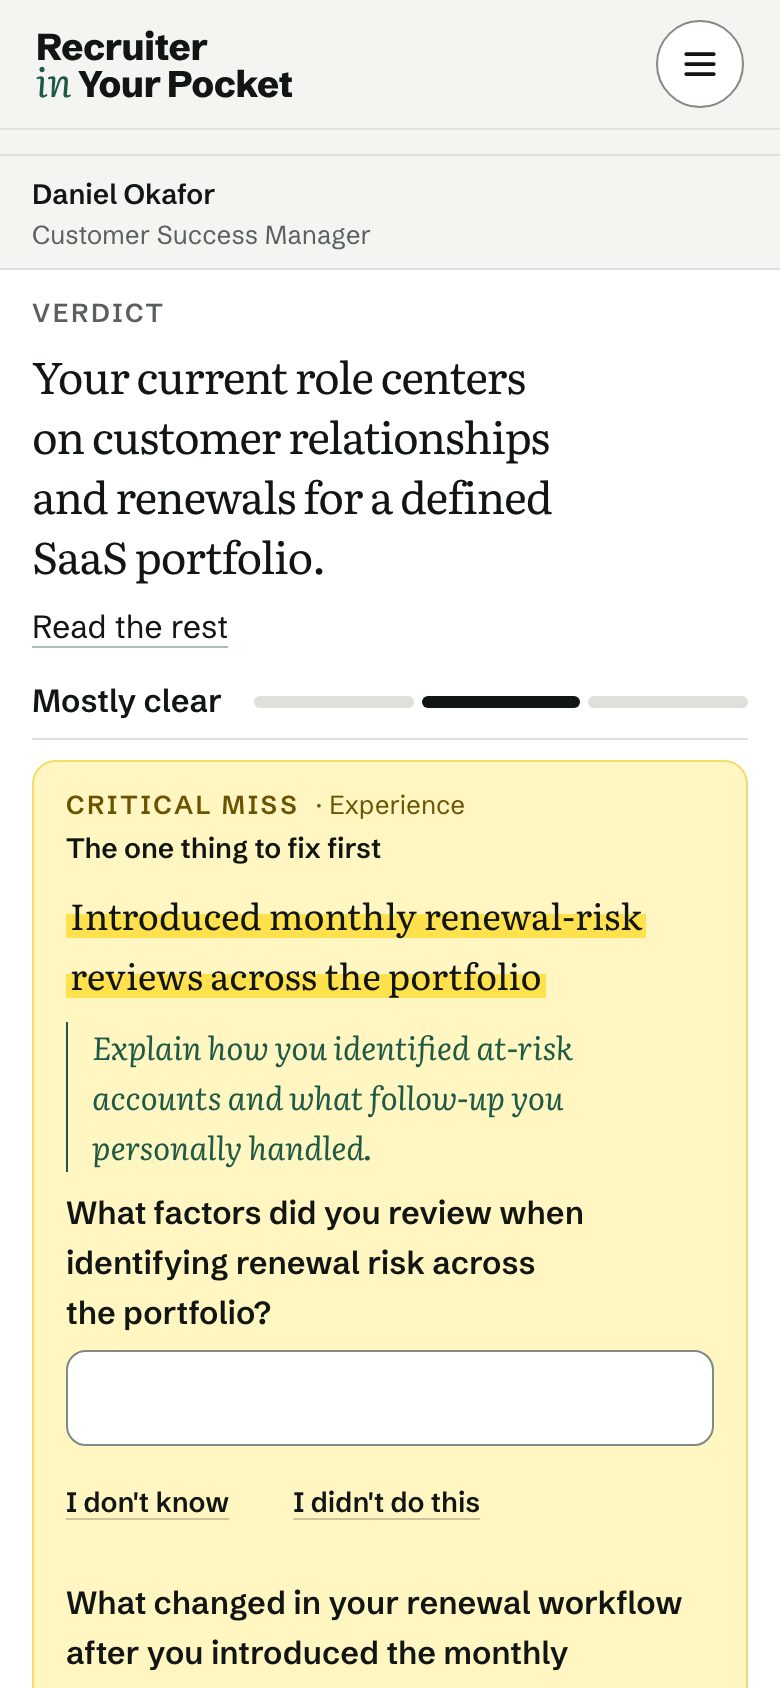 Recruiter
in Your Pocket
Daniel Okafor
Customer Success Manager
VERDICT
Your current role centers
on customer relationships
and renewals for a defined
SaaS portfolio.
Read the rest
Mostly clear
CRITICAL MISS · Experience
The one thing to fix first
Introduced monthly renewal-risk
reviews across the portfolio
Explain how you identified at-risk
accounts and what follow-up you
personally handled.
What factors did you review when
identifying renewal risk across
the portfolio?
I don't know I didn't do this
What changed in your renewal workflow
after you introduced the monthly